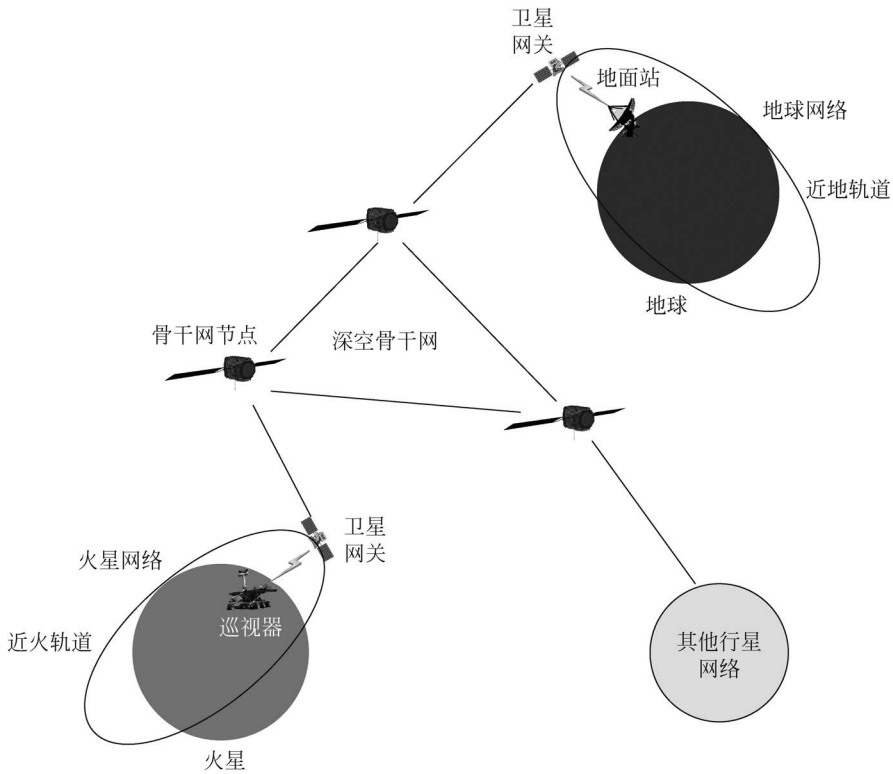 卫星
网关
地面站
地球网络
近地轨道
地球
骨干网节点
深空骨干网
卫星
网关
火星网络
近火轨道
巡视器
火星
其他行星
网络